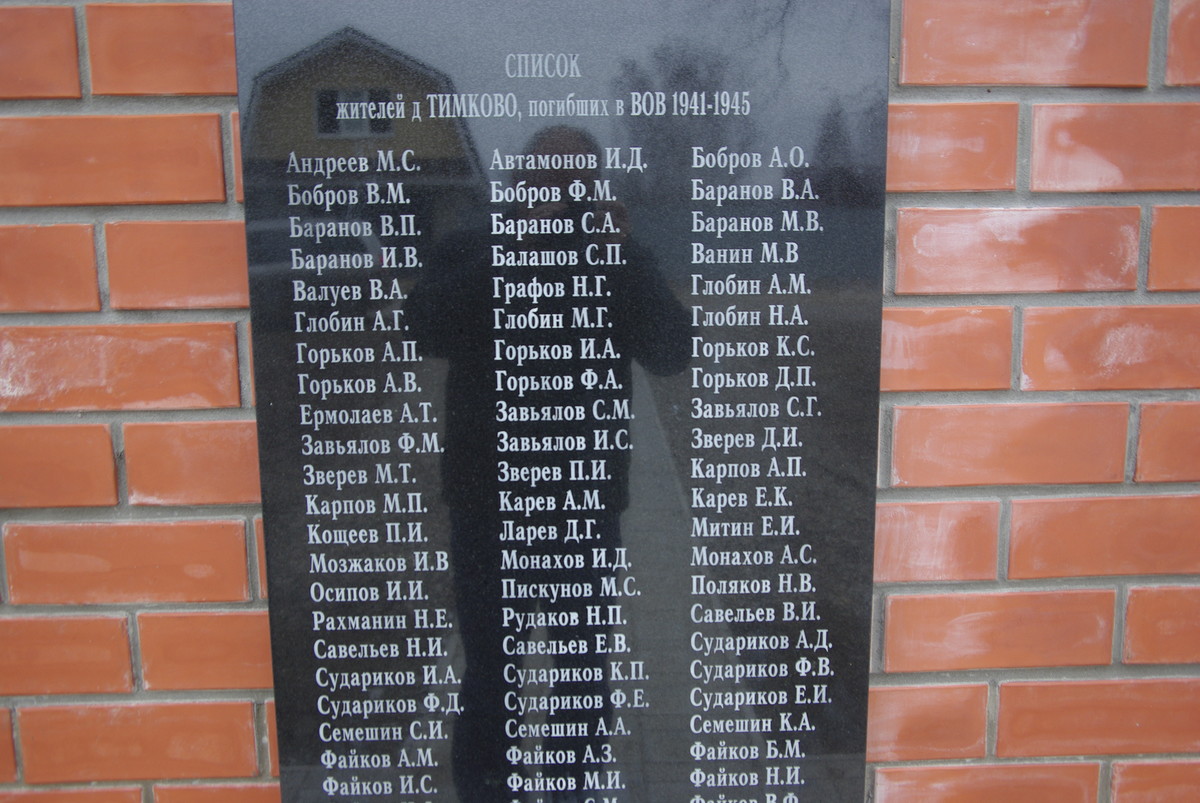 СПИСОК
жителей д ТИМКОВО, погибших в ВОВ 1941-1945
Андреев М.С. Автамонов И.Д. Бобров А.О.
Бобров В.М. Бобров Ф.М. Баранов В.А.
Баранов В.П. Баранов С.А. Баранов М.В.
Баранов И.В. Балашов С.П. Ванин М.В
Валуев В.А. Графов Н.Г. Глобин А.М.
Глобин А.Г. Глобин М.Г. Глобин Н.А.
Горьков А.П. Горьков И.А. Горьков К.С.
Горьков А.В. Горьков Ф.А. Горьков Д.П.
Ермолаев А.Т. Завьялов С.М. Завьялов С.Г.
Завьялов Ф.М. Завьялов И.С. Зверев Д.И.
Зверев М.Т. Зверев П.И. Карпов А.П.
Карпов М.П. Карев А.М. Карев Е.К.
Кощеев П.И. Ларев Д.Г. Митин Е.И.
Мозжаков И.В Монахов И.Д. Монахов А.С.
Осипов И.И. Пискунов М.С. Поляков Н.В.
Рахманин Н.Е. Рудаков Н.П. Савельев В.И.
Савельев Н.И. Савельев Е.В. Судариков А.Д.
Судариков И.А. Судариков К.П. Судариков Ф.В.
Судариков Ф.Д. Судариков Ф.Е. Судариков Е.И.
Семешин С.И. Семешин А.А. Семешин К.А.
Файков А.М. Файков А.З. Файков Б.М.
Файков И.С. Файков М.И. Файков Н.И.